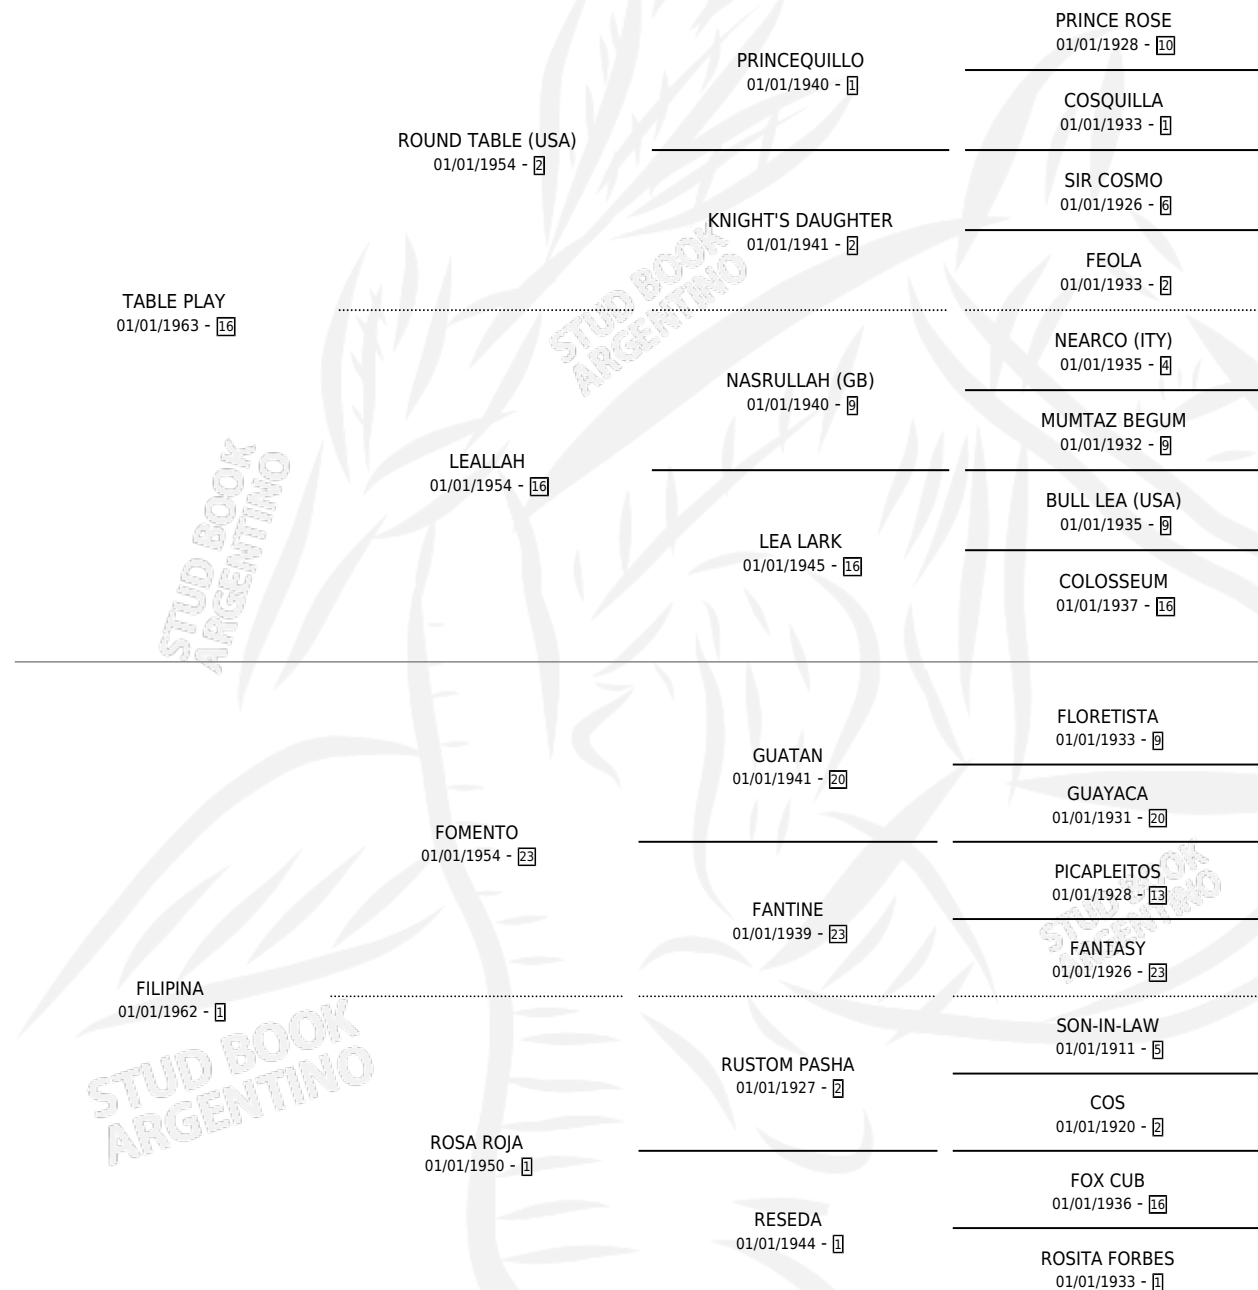 PRINCE ROSE
01/01/1928 - 10
PRINCEQUILLO
01/01/1940 - 1
COSQUILLA
01/01/1933 - 1
ROUND TABLE (USA)
01/01/1954 - 2
SIR COSMO
01/01/1926 - 6
KNIGHT'S DAUGHTER
01/01/1941 - 2
FEOLA
01/01/1933 - 2
TABLE PLAY
01/01/1963 - 16
STUD BOOK
ARGENTINO
NEARCO (ITY)
01/01/1935 - 4
NASRULLAH (GB)
01/01/1940 - 9
MUMTAZ BEGUM
01/01/1932 - 9
LEALLAH
01/01/1954 - 16
BULL LEA (USA)
01/01/1935 - 9
LEA LARK
01/01/1945 - 16
COLOSSEUM
01/01/1937 - 16
STUD BOOK
ARGENTINO
FLORETISTA
01/01/1933 - 9
GUATAN
01/01/1941 - 20
GUAYACA
01/01/1931 - 20
FOMENTO
01/01/1954 - 23
PICAPLEITOS
01/01/1928 - 13
FANTINE
01/01/1939 - 23
FANTASY
01/01/1926 - 23
STUD BOOK
ARGENTINO
FILIPINA
01/01/1962 - 1
STUD BOOK
ARGENTINO
SON-IN-LAW
01/01/1911 - 5
RUSTOM PASHA
01/01/1927 - 2
COS
01/01/1920 - 2
ROSA ROJA
01/01/1950 - 1
FOX CUB
01/01/1936 - 16
RESEDA
01/01/1944 - 1
ROSITA FORBES
01/01/1933 - 1